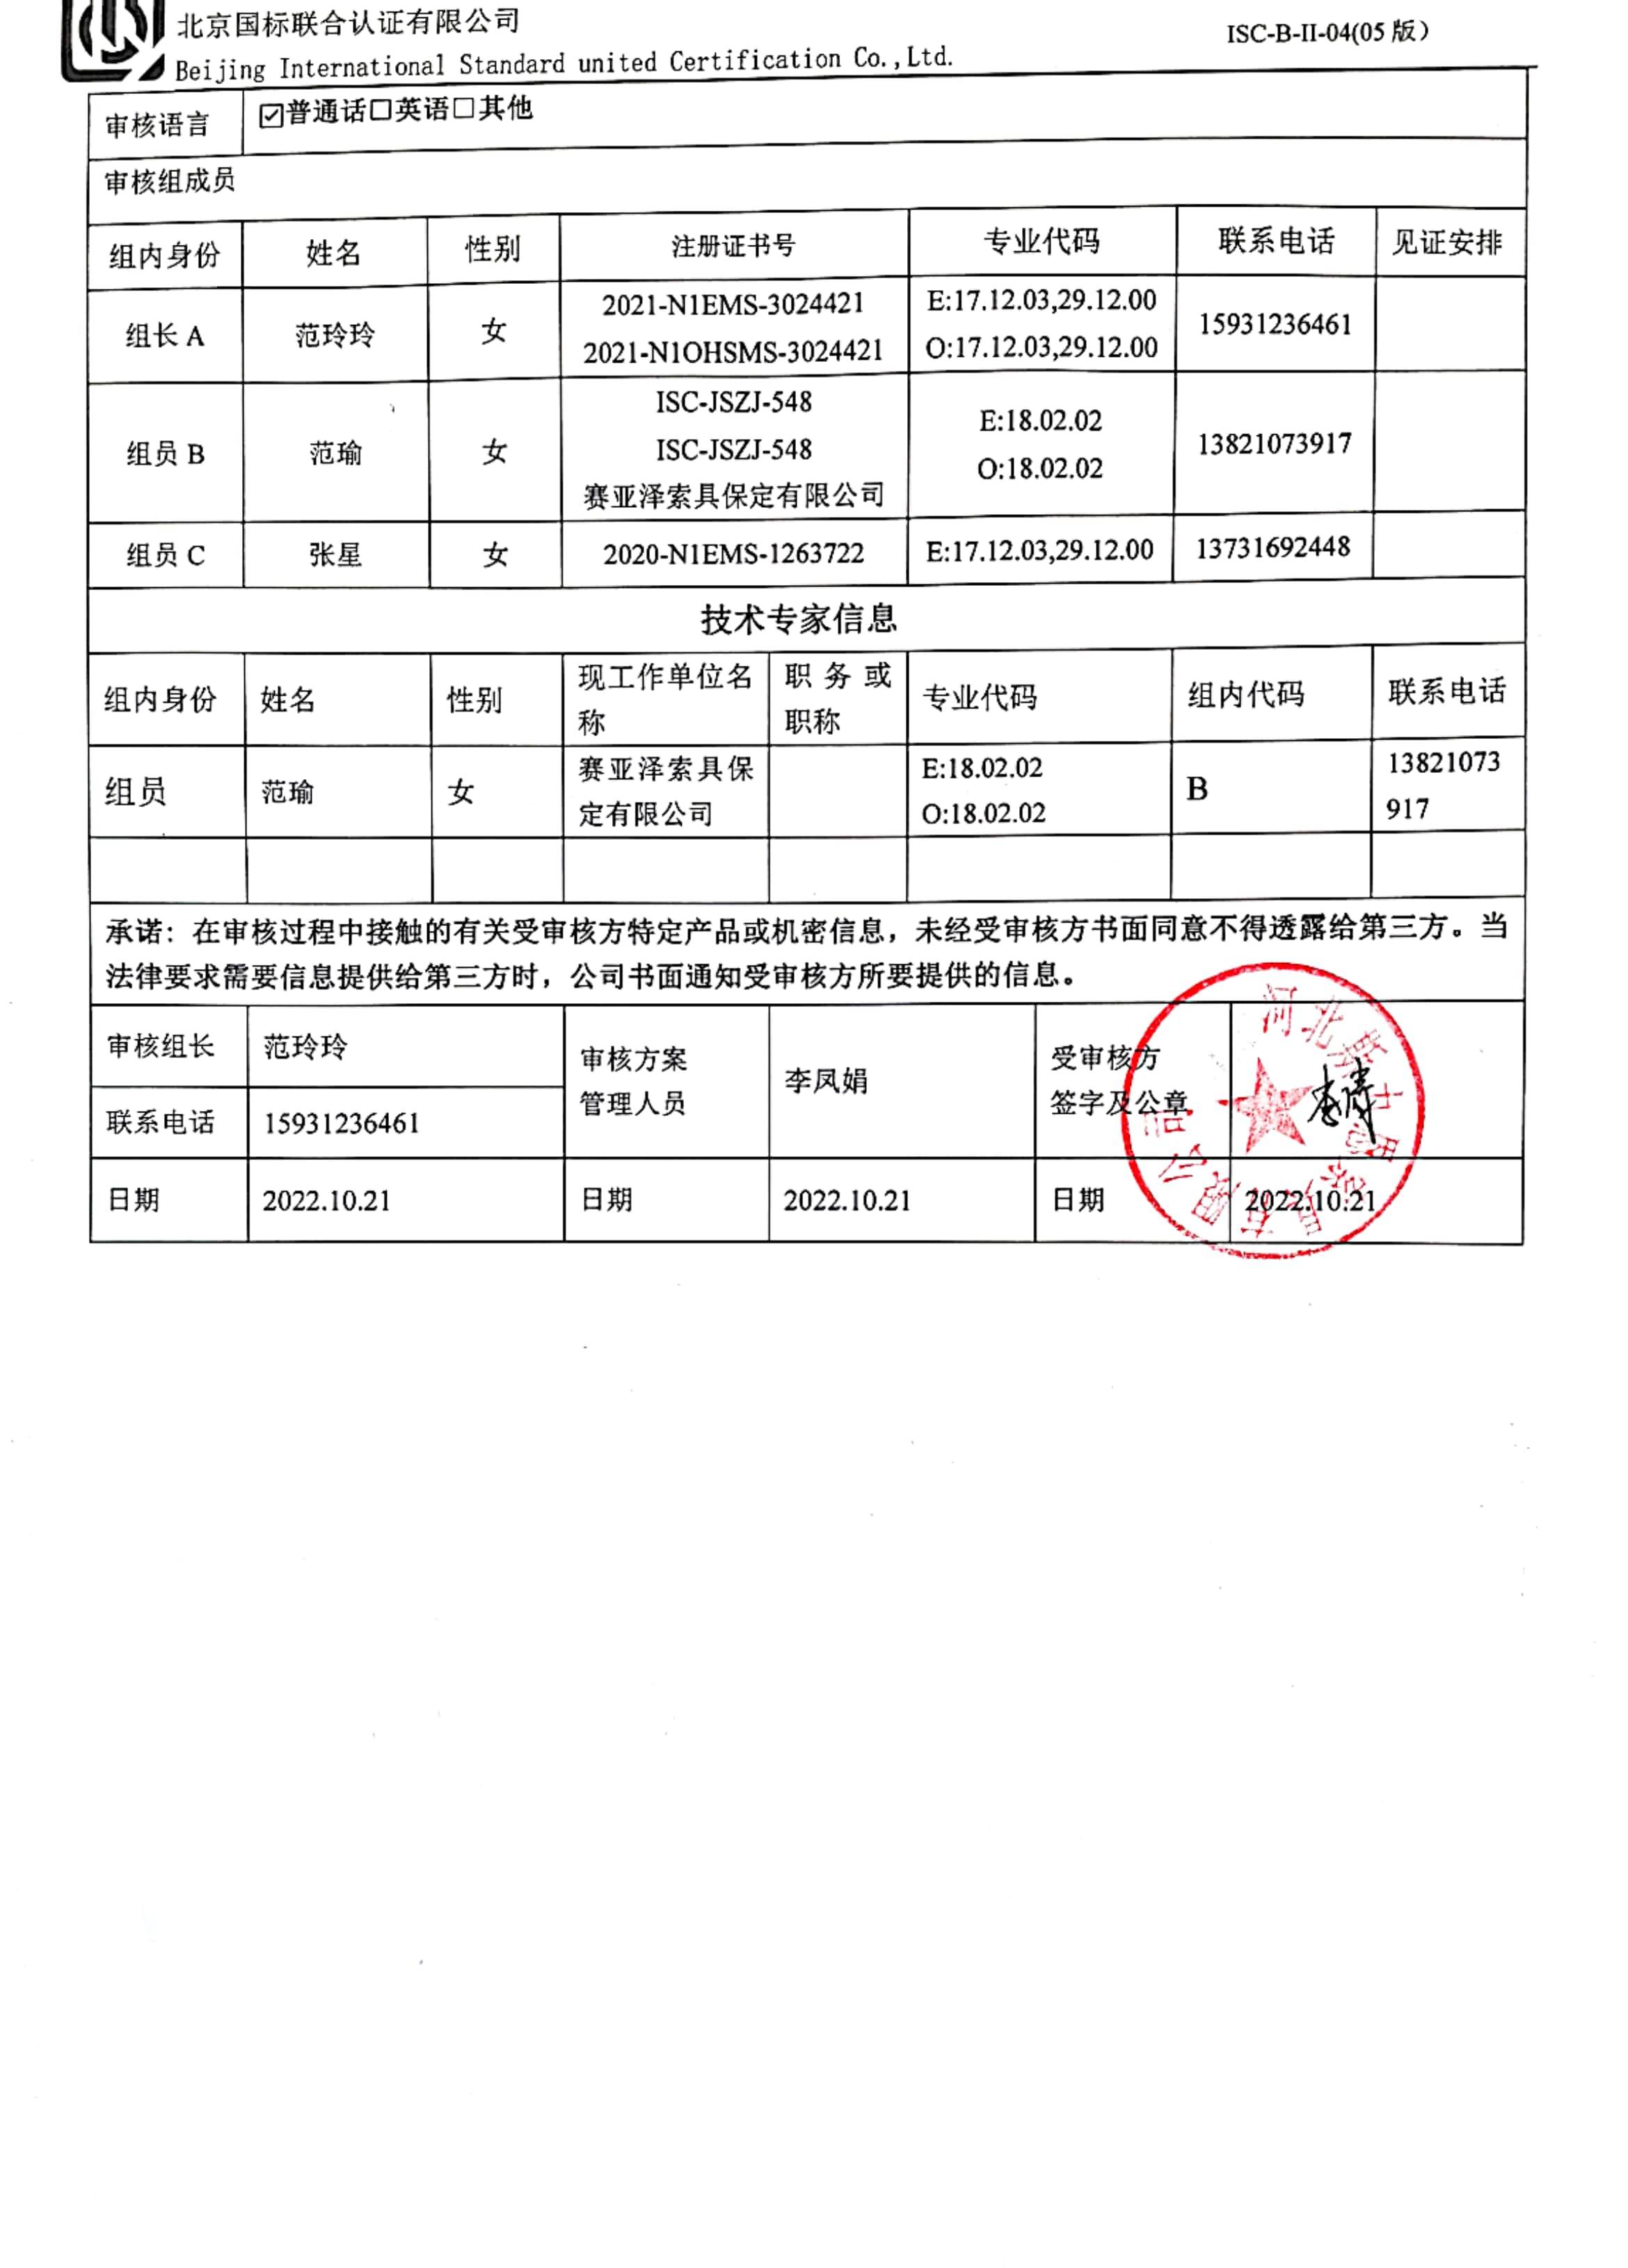 北京国标联合认证有限公司
ISC-B-II-04(05 版)
Beijing International Standard united Certification Co.,Ltd.
审核语言 ☑普通话□英语□其他
审核组成员
组内身份 姓名 性别 注册证书号 专业代码 联系电话 见证安排
组长 A 范玲玲 女 2021-N1EMS-3024421 E:17.12.03,29.12.00 15931236461
2021-N1OHSMS-3024421 O:17.12.03,29.12.00
组员 B 范瑜 女 ISC-JSZJ-548 E:18.02.02 13821073917
ISC-JSZJ-548 O:18.02.02
赛亚泽索具保定有限公司
组员 C 张星 女 2020-N1EMS-1263722 E:17.12.03,29.12.00 13731692448
技术专家信息
组内身份 姓名 性别 现工作单位名 职 务 或 专业代码 组内代码 联系电话
称 职称
组员 范瑜 女 赛亚泽索具保 E:18.02.02 B 13821073
定有限公司 O:18.02.02 917
承诺：在审核过程中接触的有关受审核方特定产品或机密信息，未经受审核方书面同意不得透露给第三方。当
法律要求需要信息提供给第三方时，公司书面通知受审核方所要提供的信息。
审核组长 范玲玲 审核方案 李凤娟 受审核方
管理人员 签字及公章
联系电话 15931236461
日期 2022.10.21 日期 2022.10.21 日期 2022.10.21